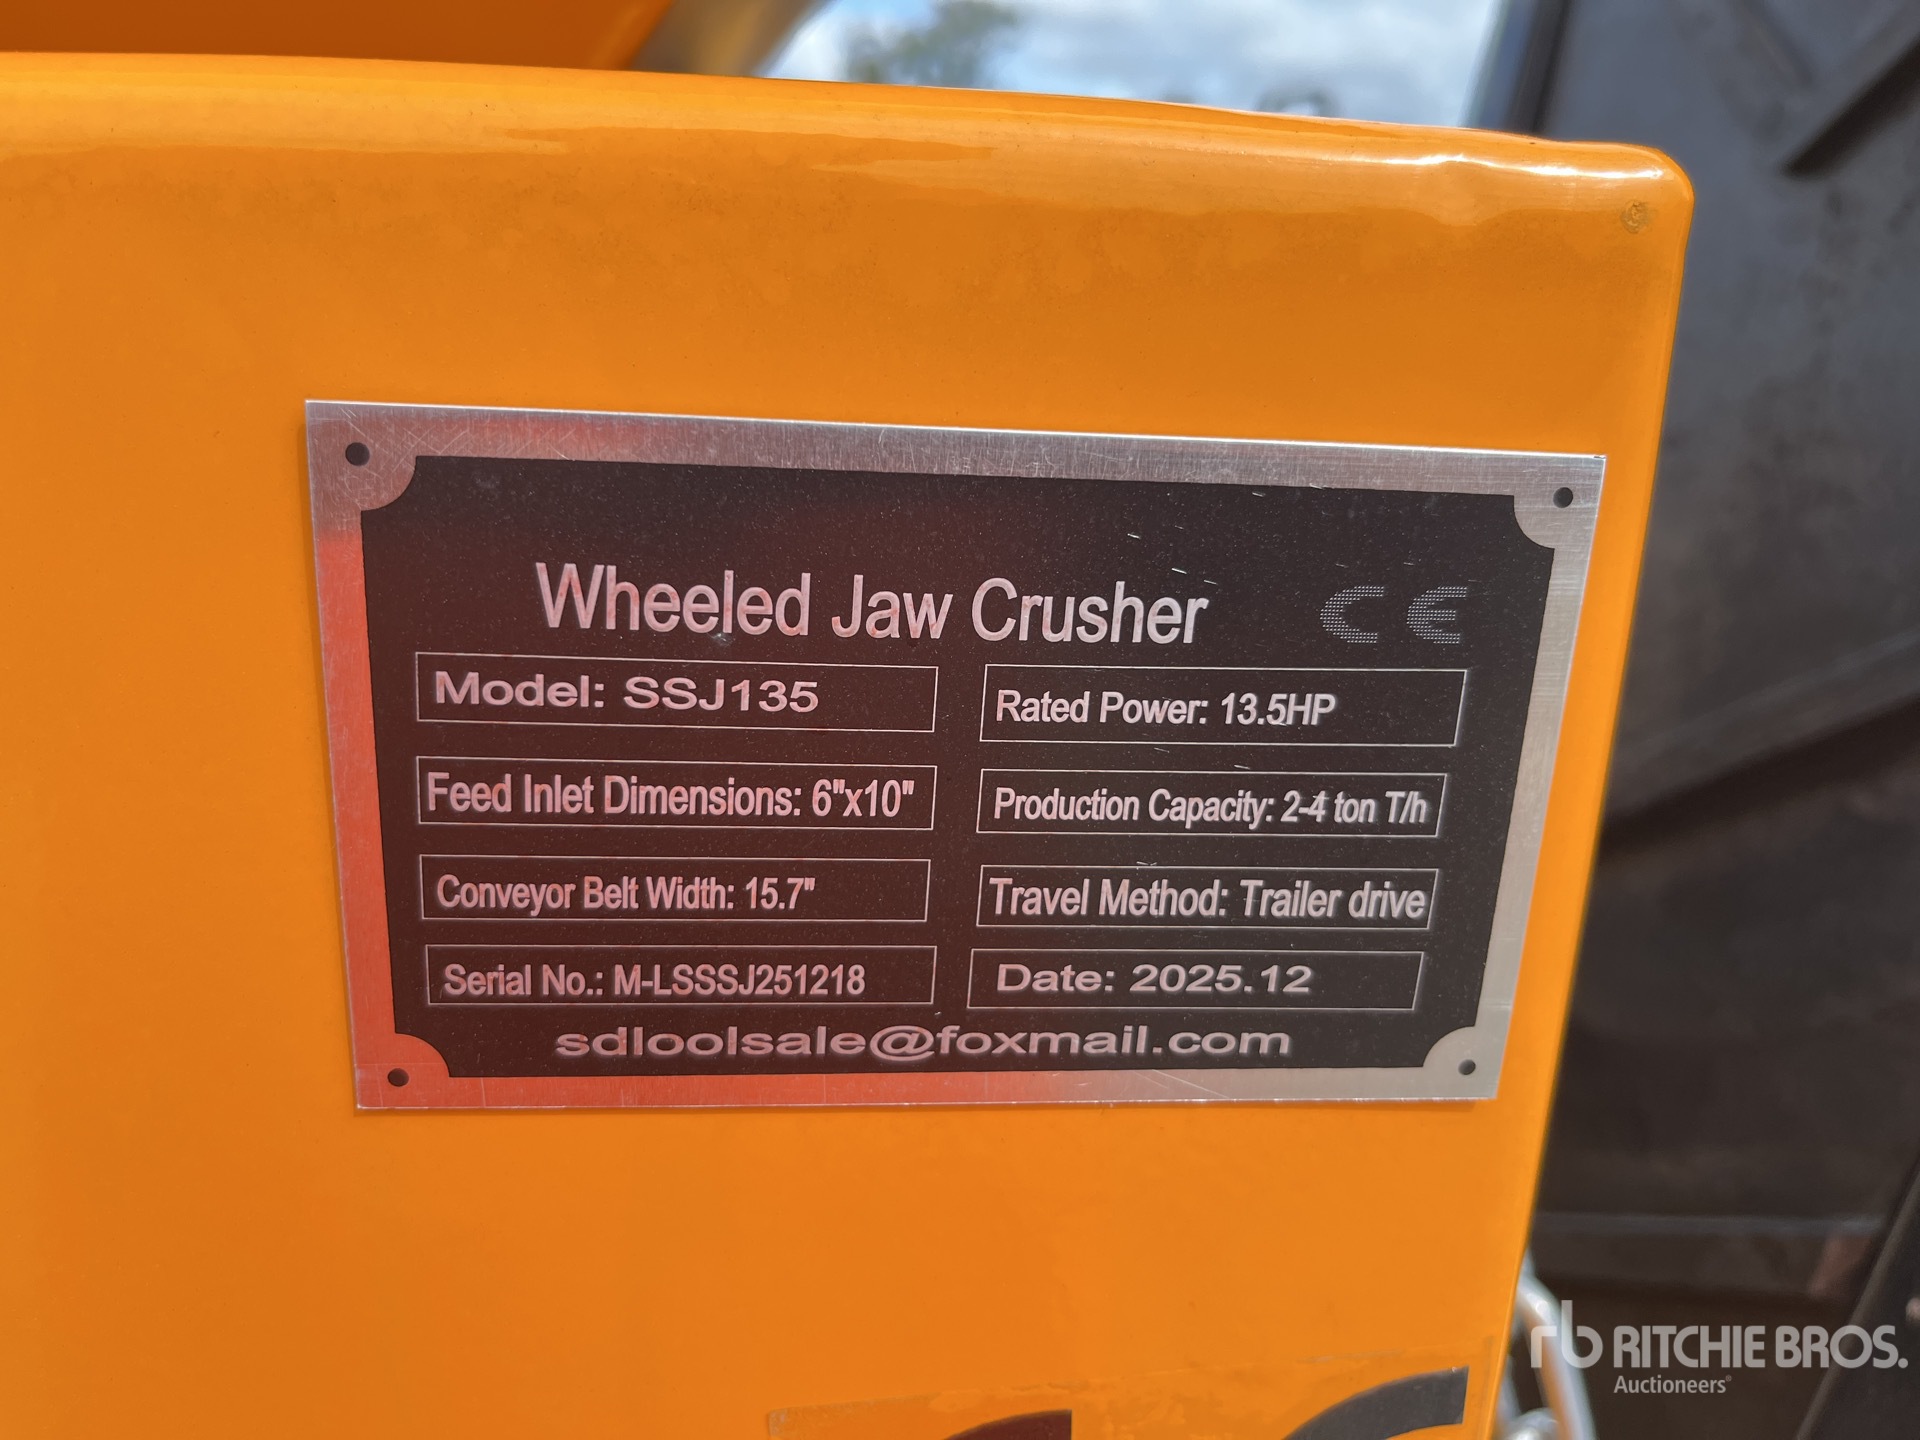 Wheeled Jaw Crusher CE
Model: SSJ135
Rated Power: 13.5HP
Feed Inlet Dimensions: 6"x10"
Production Capacity: 2-4 ton T/h
Conveyor Belt Width: 15.7"
Travel Method: Trailer drive
Serial No.: M-LSSSJ251218
Date: 2025.12
sdloolsale@foxmail.com
rb RITCHIE BROS.
Auctioneers